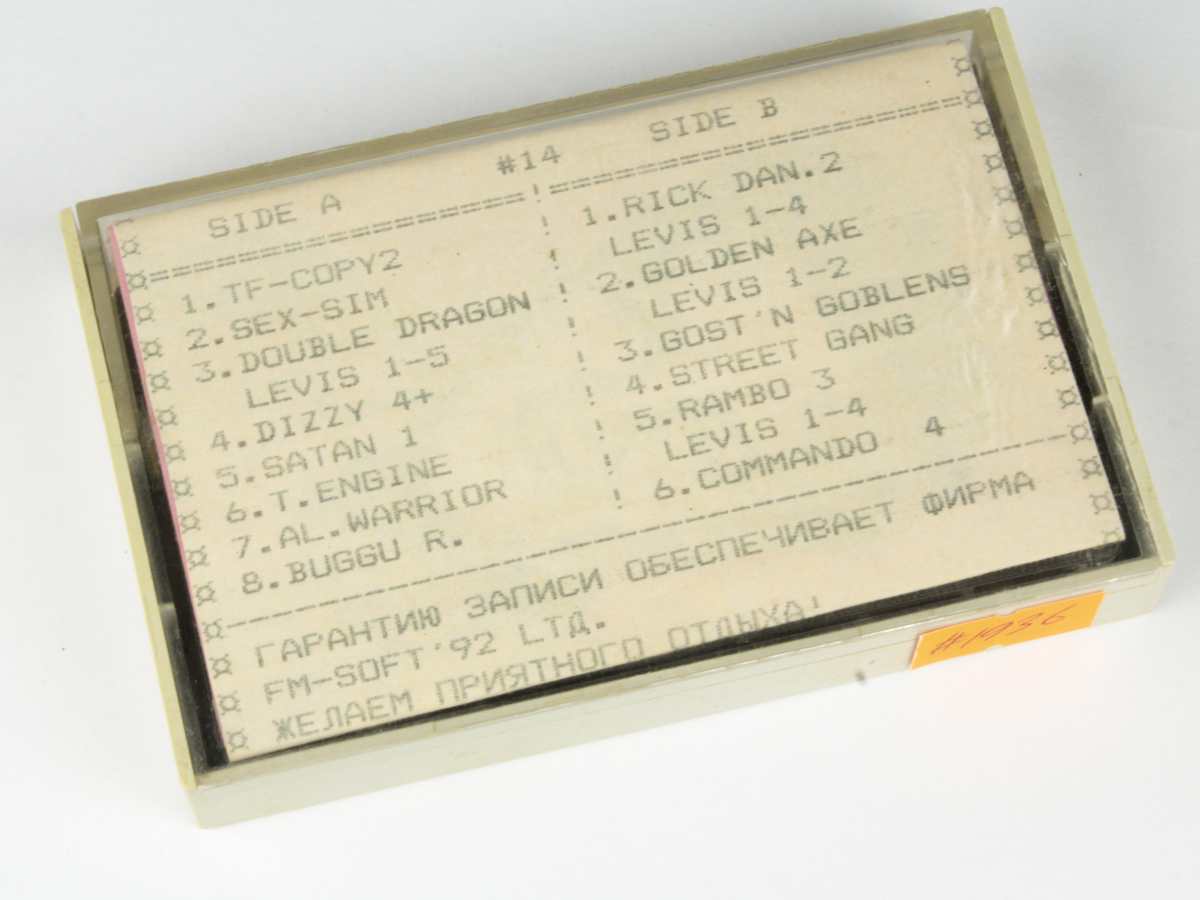 #14
SIDE A
1.TF-COPY2
2.SEX-SIM
3.DOUBLE DRAGON
LEVIS 1-5
4.DIZZY 4+
5.SATAN 1
6.T.ENGINE
7.AL.WARRIOR
8.BUGGU R.
SIDE B
1.RICK DAN.2
LEVIS 1-4
2.GOLDEN AXE
LEVIS 1-2
3.GOST'N GOBLENS
4.STREET GANG
5.RAMBO 3
LEVIS 1-4
6.COMMANDO 4
ГАРАНТИЮ ЗАПИСИ ОБЕСПЕЧИВАЕТ ФИРМА
FM-SOFT'92 LTД.
ЖЕЛАЕМ ПРИЯТНОГО ОТДЫХА!
#1936